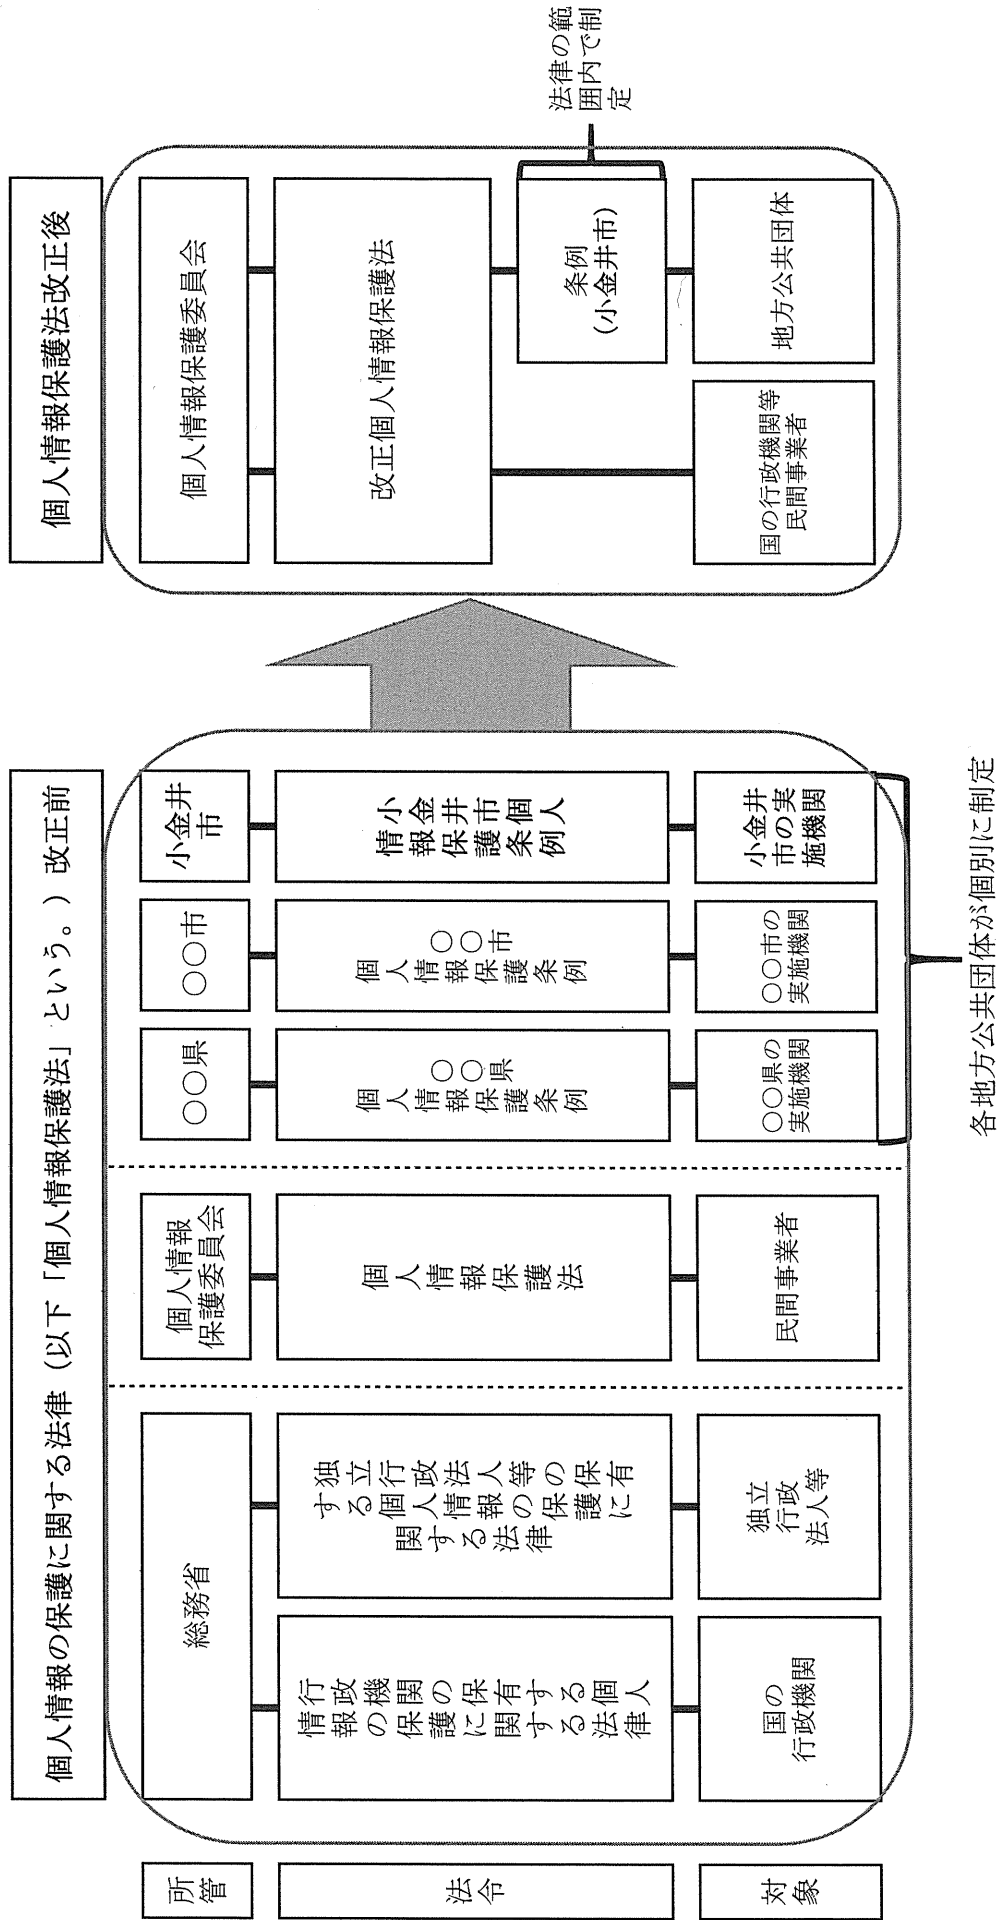 個人情報の保護に関する法律（以下「個人情報保護法」という。）改正前
所管
法令
対象
総務省
行政機関の保有する個人
情報の保護に関する法律
国の
行政機関
独立行政法人等の保有
する個人情報の保護に
関する法律
独立
行政
法人等
個人情報
保護委員会
個人情報保護法
民間事業者
〇〇県
〇〇県
個人情報保護条例
〇〇県の
実施機関
〇〇市
〇〇市
個人情報保護条例
〇〇市の
実施機関
小金井
市
小金井市個人
情報保護条例
小金井
市の実
施機関
各地方公共団体が個別に制定
個人情報保護法改正後
個人情報保護委員会
改正個人情報保護法
条例
(小金井市)
法律の範
囲内で制
定
国の行政機関等
民間事業者
地方公共団体